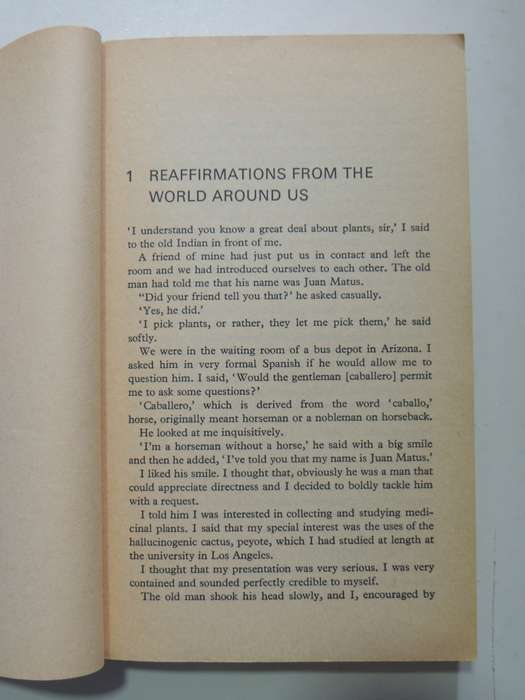 1 REAFFIRMATIONS FROM THE
WORLD AROUND US
'I understand you know a great deal about plants, sir,' I said
to the old Indian in front of me.
A friend of mine had just put us in contact and left the
room and we had introduced ourselves to each other. The old
man had told me that his name was Juan Matus.
"Did your friend tell you that?' he asked casually.
'Yes, he did.'
'I pick plants, or rather, they let me pick them,' he said
softly.
We were in the waiting room of a bus depot in Arizona. I
asked him in very formal Spanish if he would allow me to
question him. I said, 'Would the gentleman [caballero] permit
me to ask some questions?'
'Caballero,' which is derived from the word 'caballo,'
horse, originally meant horseman or a nobleman on horseback.
He looked at me inquisitively.
'I'm a horseman without a horse,' he said with a big smile
and then he added, 'I've told you that my name is Juan Matus.'
I liked his smile. I thought that, obviously he was a man that
could appreciate directness and I decided to boldly tackle him
with a request.
I told him I was interested in collecting and studying medi-
cinal plants. I said that my special interest was the uses of the
hallucinogenic cactus, peyote, which I had studied at length at
the university in Los Angeles.
I thought that my presentation was very serious. I was very
contained and sounded perfectly credible to myself.
The old man shook his head slowly, and I, encouraged by